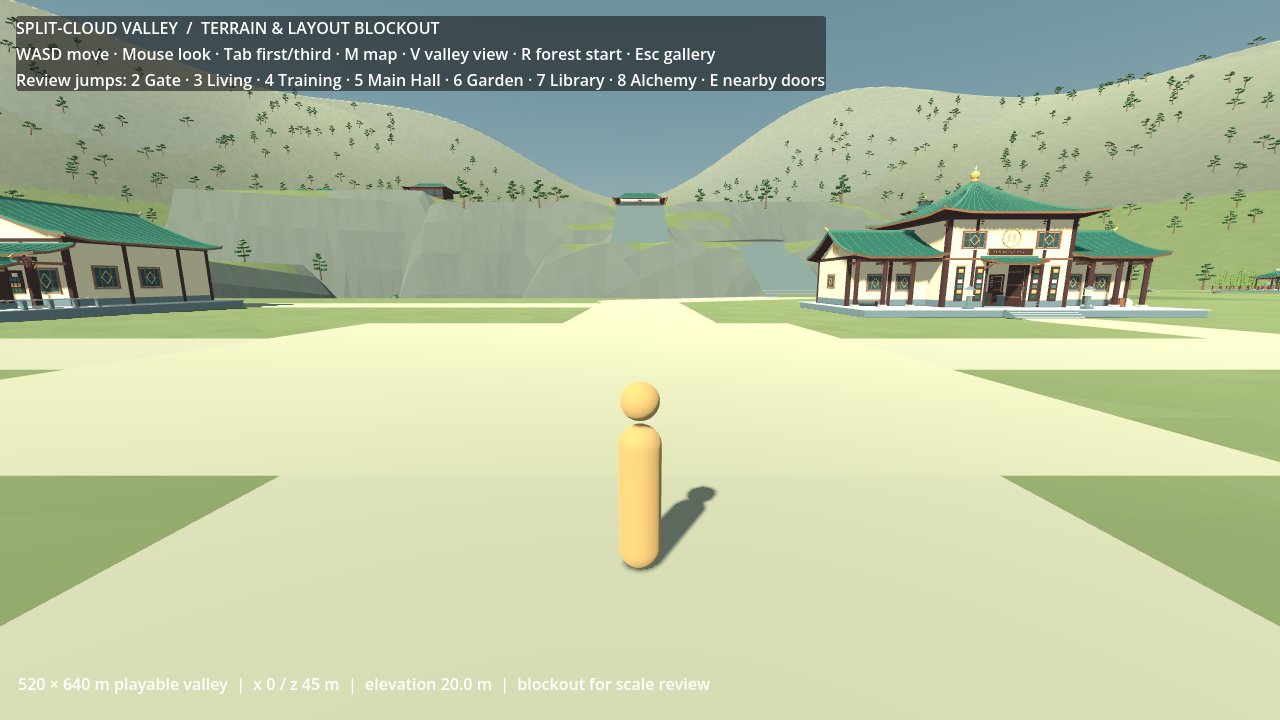 SPLIT-CLOUD VALLEY / TERRAIN & LAYOUT BLOCKOUT
WASD move · Mouse look · Tab first/third · M map · V valley view · R forest start · Esc gallery
Review jumps: 2 Gate · 3 Living · 4 Training · 5 Main Hall · 6 Garden · 7 Library · 8 Alchemy · E nearby doors
520 × 640 m playable valley | x 0 / z 45 m | elevation 20.0 m | blockout for scale review